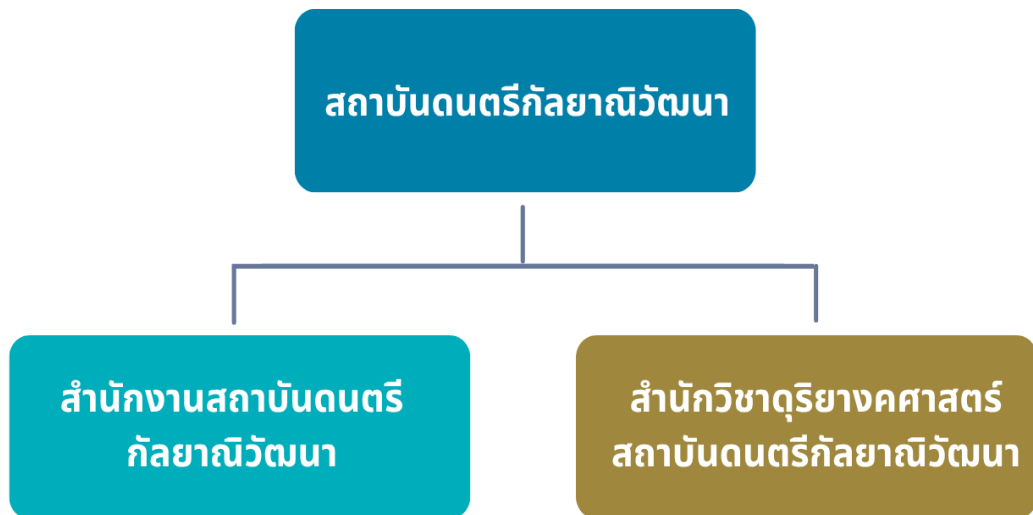 สถาบันดนตรีกัลยาณิวัฒนา
สำนักงานสถาบันดนตรี
กัลยาณิวัฒนา
สำนักวิชาดุริยางคศาสตร์
สถาบันดนตรีกัลยาณิวัฒนา